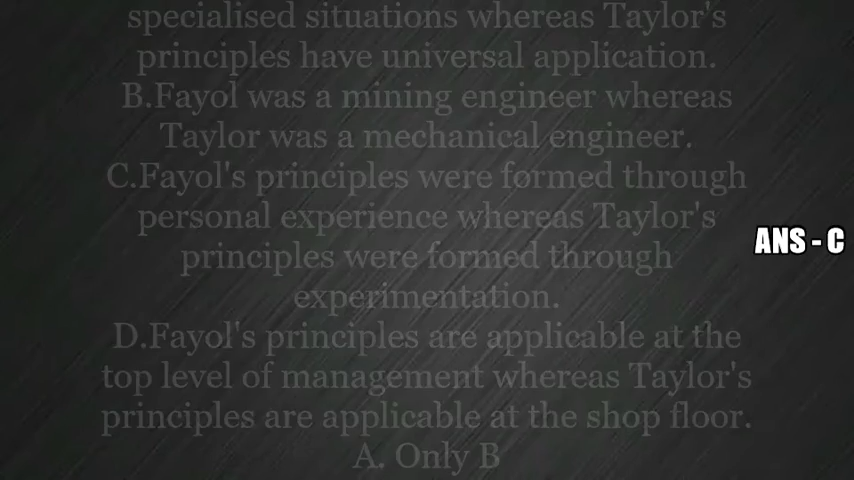 specialised situations whereas Taylor's
principles have universal application.
B.Fayol was a mining engineer whereas
Taylor was a mechanical engineer.
C.Fayol's principles were formed through
personal experience whereas Taylor's
principles were formed through
experimentation.
D.Fayol's principles are applicable at the
top level of management whereas Taylor's
principles are applicable at the shop floor.
A. Only B
ANS - C